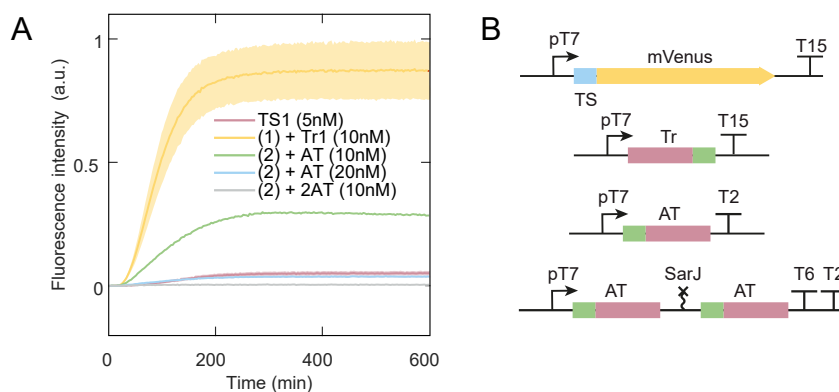 A
Fluorescence intensity (a.u.)
1
0.5
0
0
200
400
600
Time (min)
TS1 (5nM)
(1) + Tr1 (10nM)
(2) + AT (10nM)
(2) + AT (20nM)
(2) + 2AT (10nM)
B
pT7
mVenus
T15
TS
pT7
Tr
T15
pT7
AT
T2
pT7
AT
SarJ
AT
T6
T2